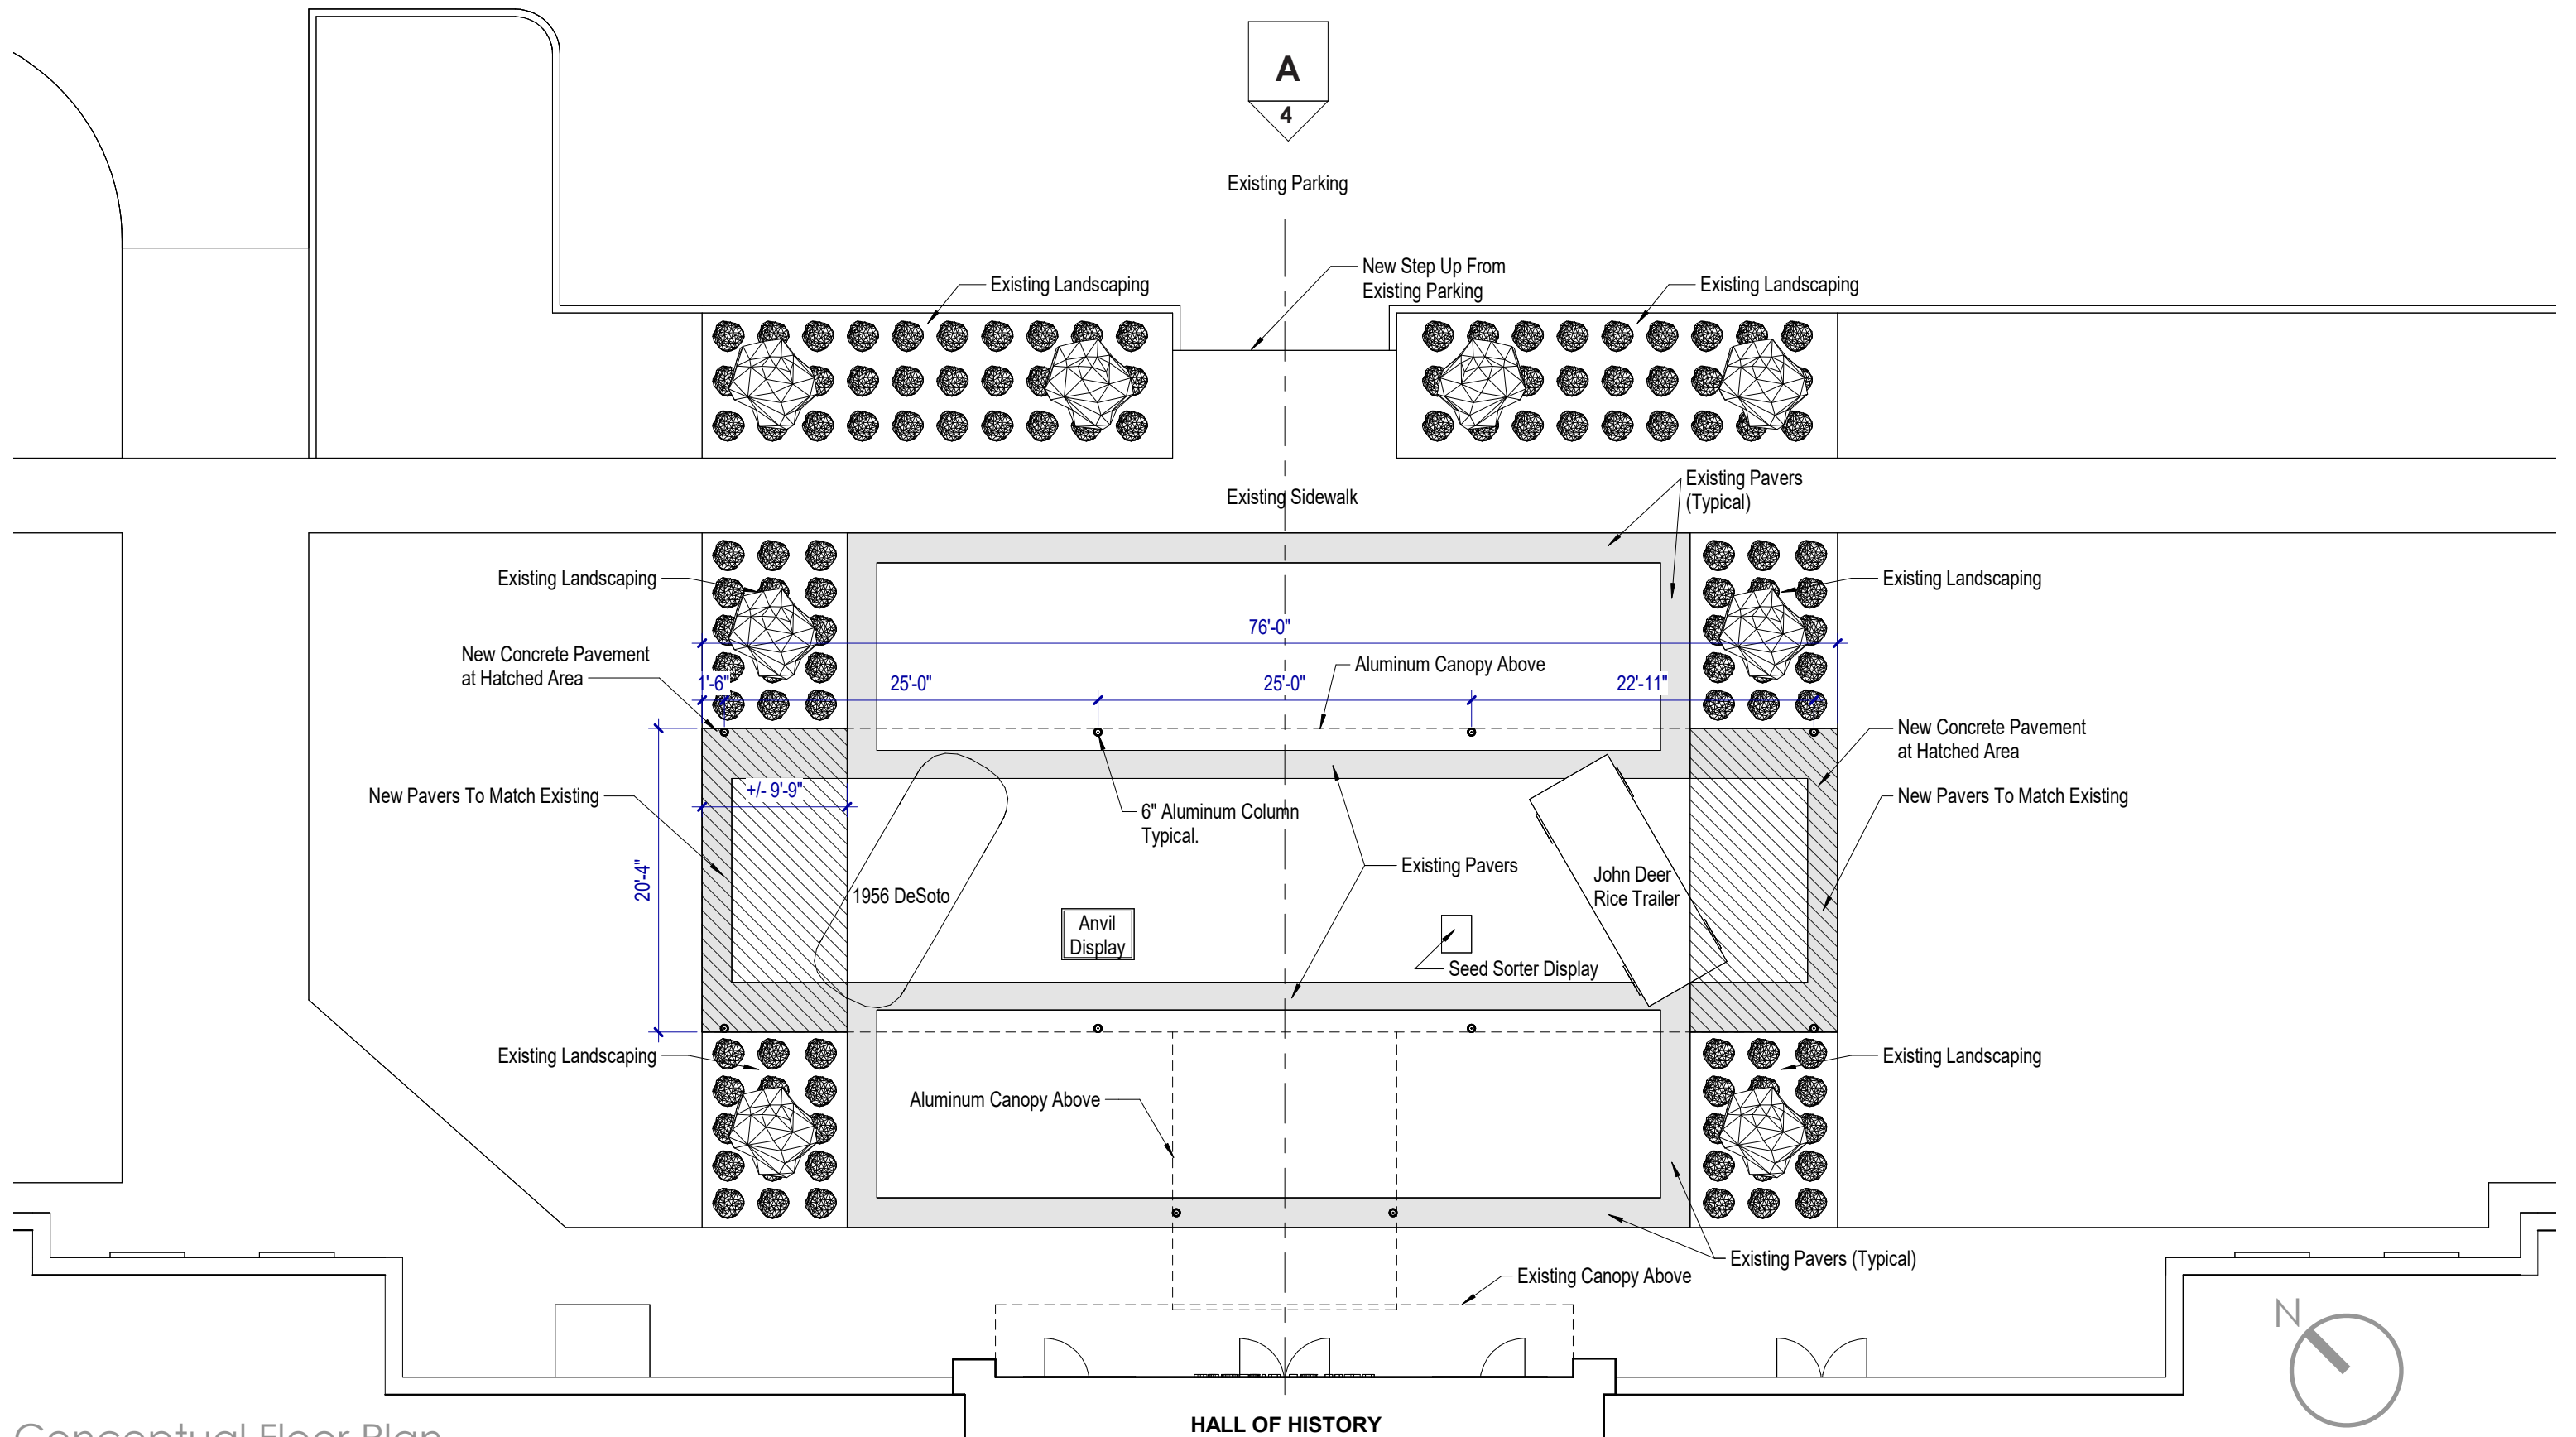 A
4
Existing Parking
New Step Up From
Existing Parking
Existing Landscaping
Existing Landscaping
Existing Sidewalk
Existing Pavers
(Typical)
Existing Landscaping
Existing Landscaping
76'-0"
New Concrete Pavement
at Hatched Area
Aluminum Canopy Above
1'-6"
25'-0"
25'-0"
22'-11"
New Concrete Pavement
at Hatched Area
New Pavers To Match Existing
+/- 9'-9"
New Pavers To Match Existing
6" Aluminum Column
Typical.
20'-4"
Existing Pavers
John Deer
Rice Trailer
1956 DeSoto
Anvil
Display
Seed Sorter Display
Existing Landscaping
Existing Landscaping
Aluminum Canopy Above
Existing Pavers (Typical)
Existing Canopy Above
N
HALL OF HISTORY
Conceptual Floor Plan